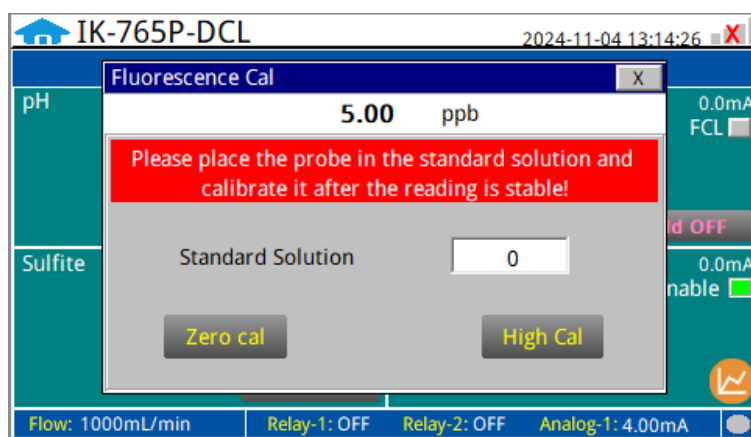 IK-765P-DCL 2024-11-04 13:14:26 X
Fluorescence Cal X
5.00 ppb
pH
0.0mA
FCL
Please place the probe in the standard solution and
calibrate it after the reading is stable!
OFF
Sulfite
Standard Solution 0
0.0mA
Zero cal High Cal
Flow: 1000mL/min Relay-1: OFF Relay-2: OFF Analog-1: 4.00mA